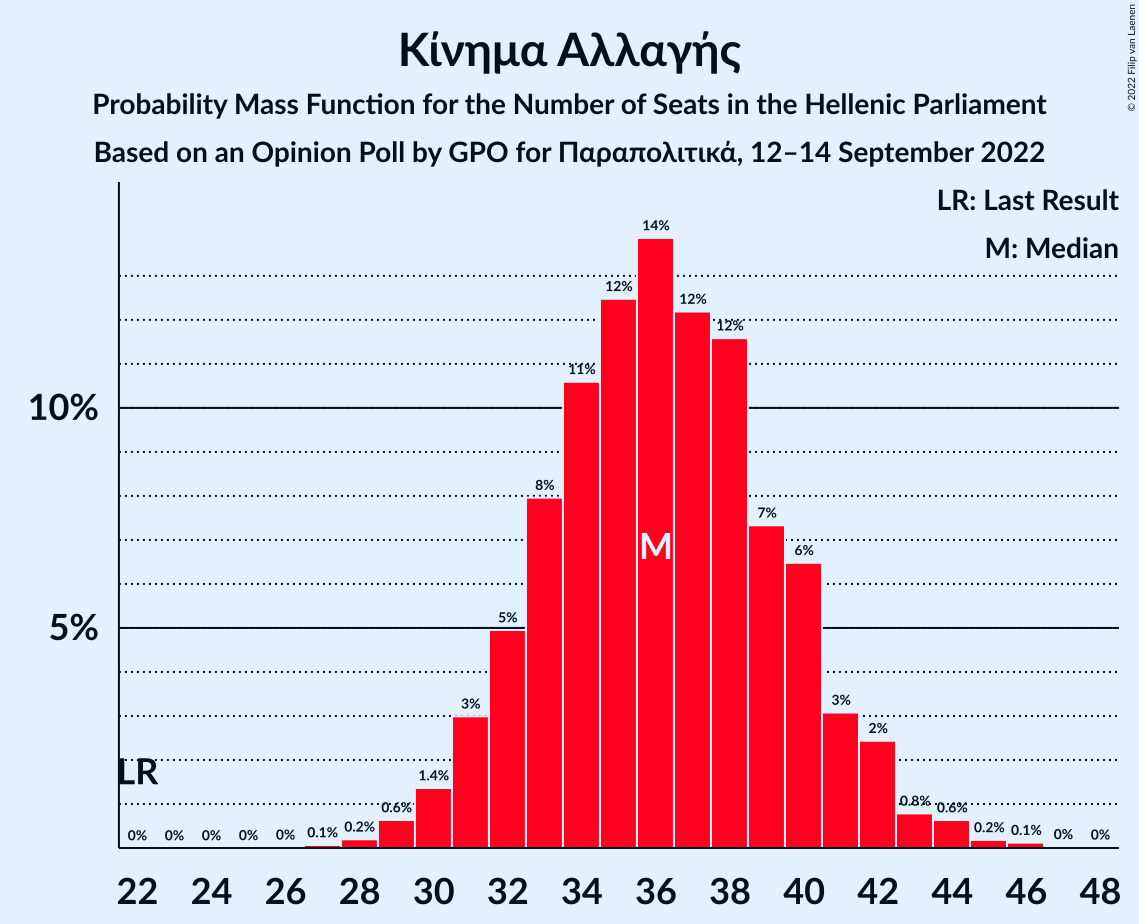 Κίνημα Αλλαγής
Probability Mass Function for the Number of Seats in the Hellenic Parliament
Based on an Opinion Poll by GPO for Παραπολιτικά, 12–14 September 2022
© 2022 Filip van Laenen
LR: Last Result
M: Median
10%
5%
0% 0% 0% 0% 0% 0.1% 0.2% 0.6% 1.4% 3% 5% 8% 11% 12% 14% 12% 12% 7% 6% 3% 2% 0.8% 0.6% 0.2% 0.1% 0% 0%
M
LR
22 24 26 28 30 32 34 36 38 40 42 44 46 48